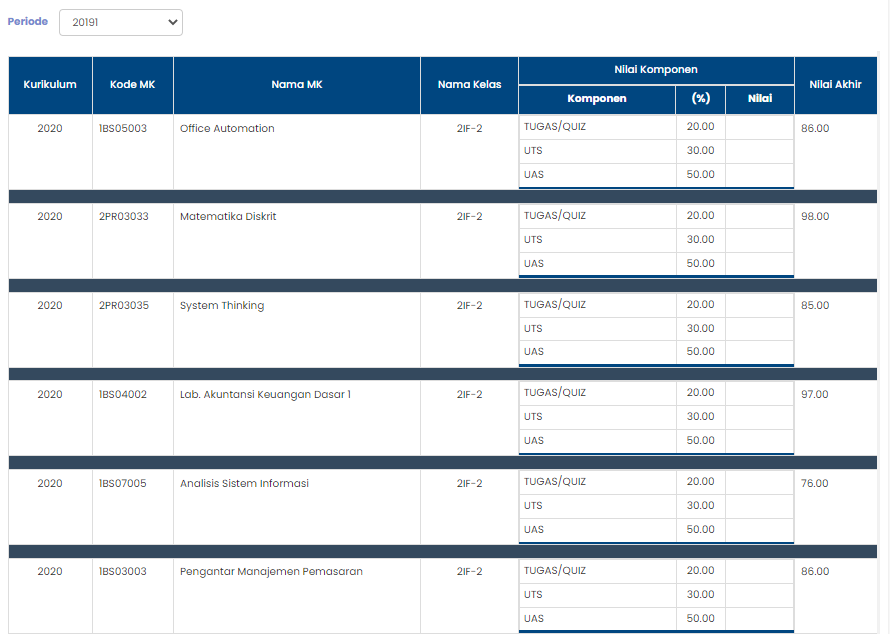 Periode 20191
Kurikulum Kode MK Nama MK Nama Kelas Nilai Komponen Nilai Akhir
Komponen (%) Nilai
2020 1BS05003 Office Automation 2IF-2 TUGAS/QUIZ 20.00 86.00
UTS 30.00
UAS 50.00
2020 2PR03033 Matematika Diskrit 2IF-2 TUGAS/QUIZ 20.00 98.00
UTS 30.00
UAS 50.00
2020 2PR03035 System Thinking 2IF-2 TUGAS/QUIZ 20.00 85.00
UTS 30.00
UAS 50.00
2020 1BS04002 Lab. Akuntansi Keuangan Dasar 1 2IF-2 TUGAS/QUIZ 20.00 97.00
UTS 30.00
UAS 50.00
2020 1BS07005 Analisis Sistem Informasi 2IF-2 TUGAS/QUIZ 20.00 76.00
UTS 30.00
UAS 50.00
2020 1BS03003 Pengantar Manajemen Pemasaran 2IF-2 TUGAS/QUIZ 20.00 86.00
UTS 30.00
UAS 50.00